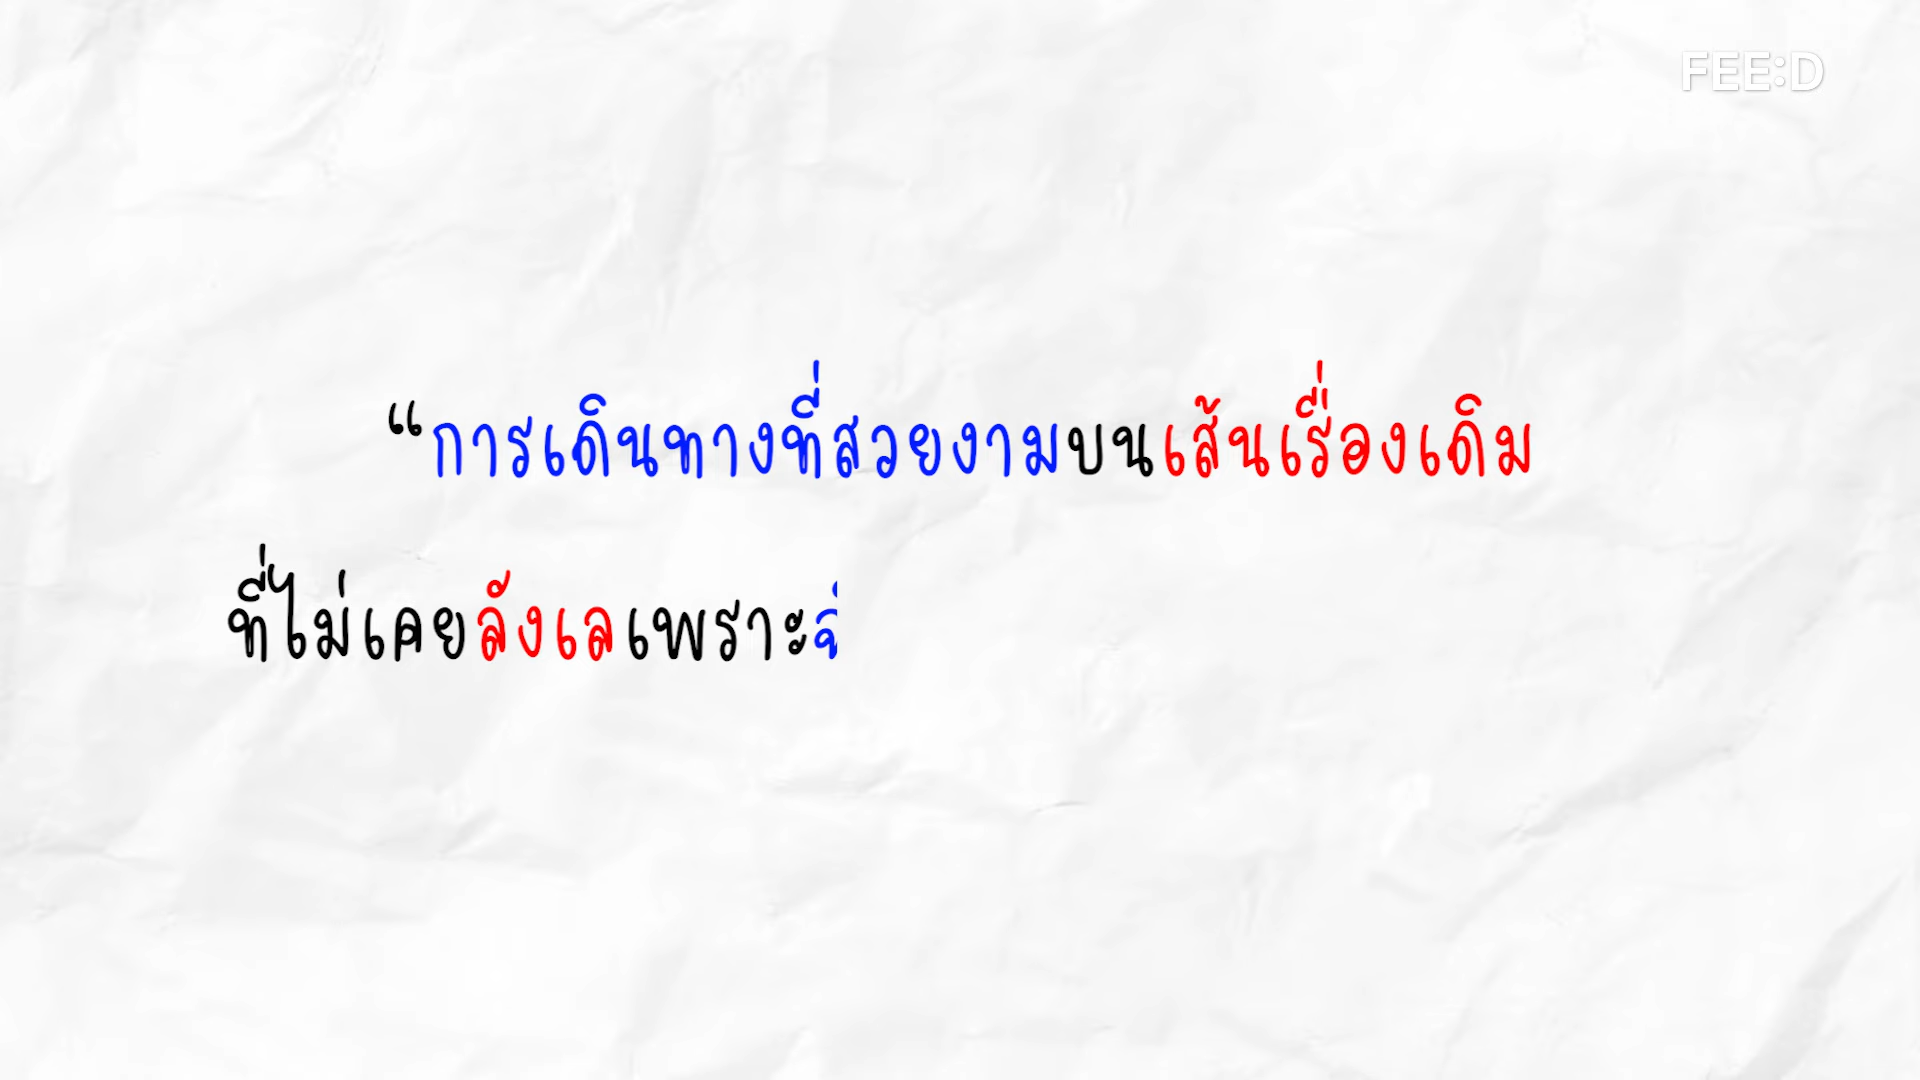 FEE:D
“การเดินทางที่สวยงามบนเส้นเรื่องเดิม
ที่ไม่เคยลังเลเพราะ